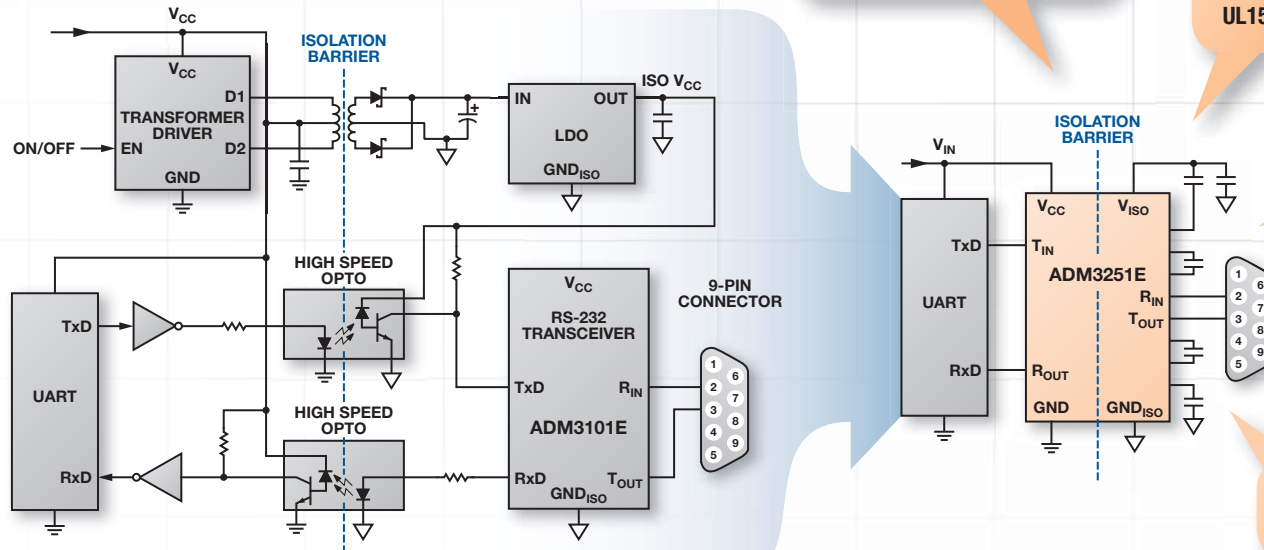 UL15
VCC
ISOLATION
BARRIER
VCC
D1
TRANSFORMER
DRIVER
ON/OFF
EN
D2
GND
IN
OUT
LDO
GNDISO
ISO VCC
HIGH SPEED
OPTO
TxD
UART
RxD
HIGH SPEED
OPTO
VCC
RS-232
TRANSCEIVER
TxD
RIN
ADM3101E
RxD
TOUT
GNDISO
9-PIN
CONNECTOR
1
6
2
7
3
8
4
9
5
ISOLATION
BARRIER
VIN
TxD
UART
RxD
VCC
VISO
TIN
ADM3251E
RIN
TOUT
ROUT
GND
GNDISO
1
6
2
7
3
8
4
9
5